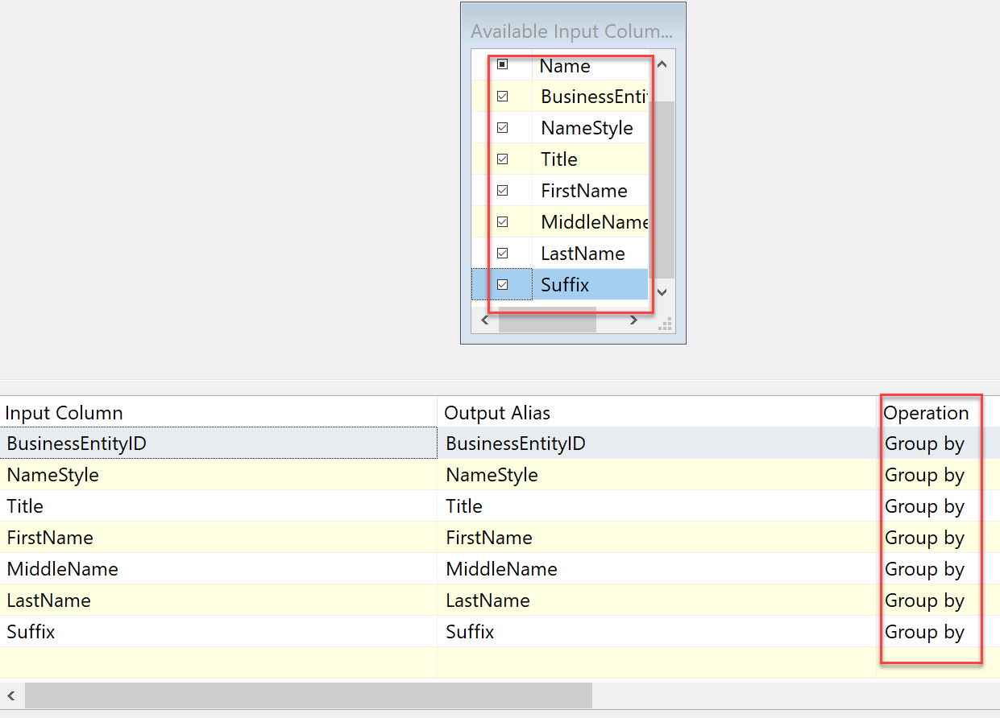 Available Input Colum...
Name
BusinessEnti
NameStyle
Title
FirstName
MiddleName
LastName
Suffix
Input Column Output Alias Operation
BusinessEntityID BusinessEntityID Group by
NameStyle NameStyle Group by
Title Title Group by
FirstName FirstName Group by
MiddleName MiddleName Group by
LastName LastName Group by
Suffix Suffix Group by